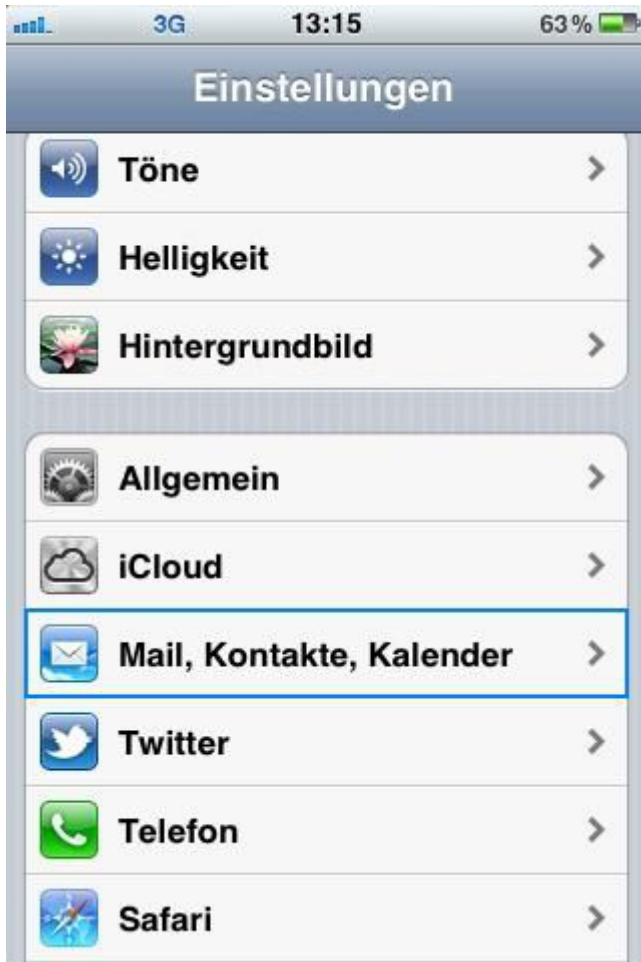 3G 13:15 63 %
Einstellungen
Töne
Helligkeit
Hintergrundbild
Allgemein
iCloud
Mail, Kontakte, Kalender
Twitter
Telefon
Safari